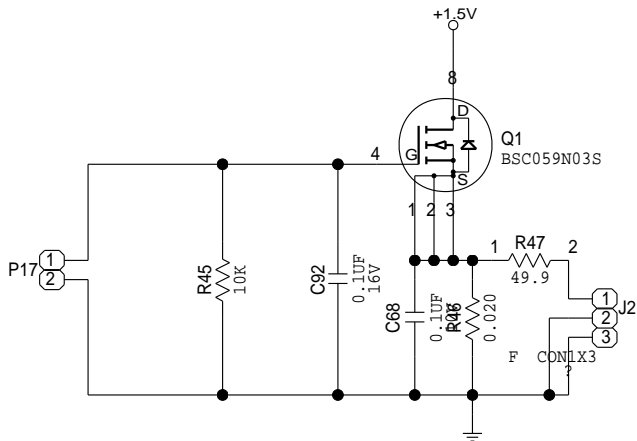 +1.5V
8
D
Q1
G
BSC059N03S
4
S
1 2 3
1 R47 2
49.9
P17
1
2
R45
10K
C92
0.1UF
16V
C68
0.1UF
R46
0.020
1
2
3
J2
F CON1X3
?